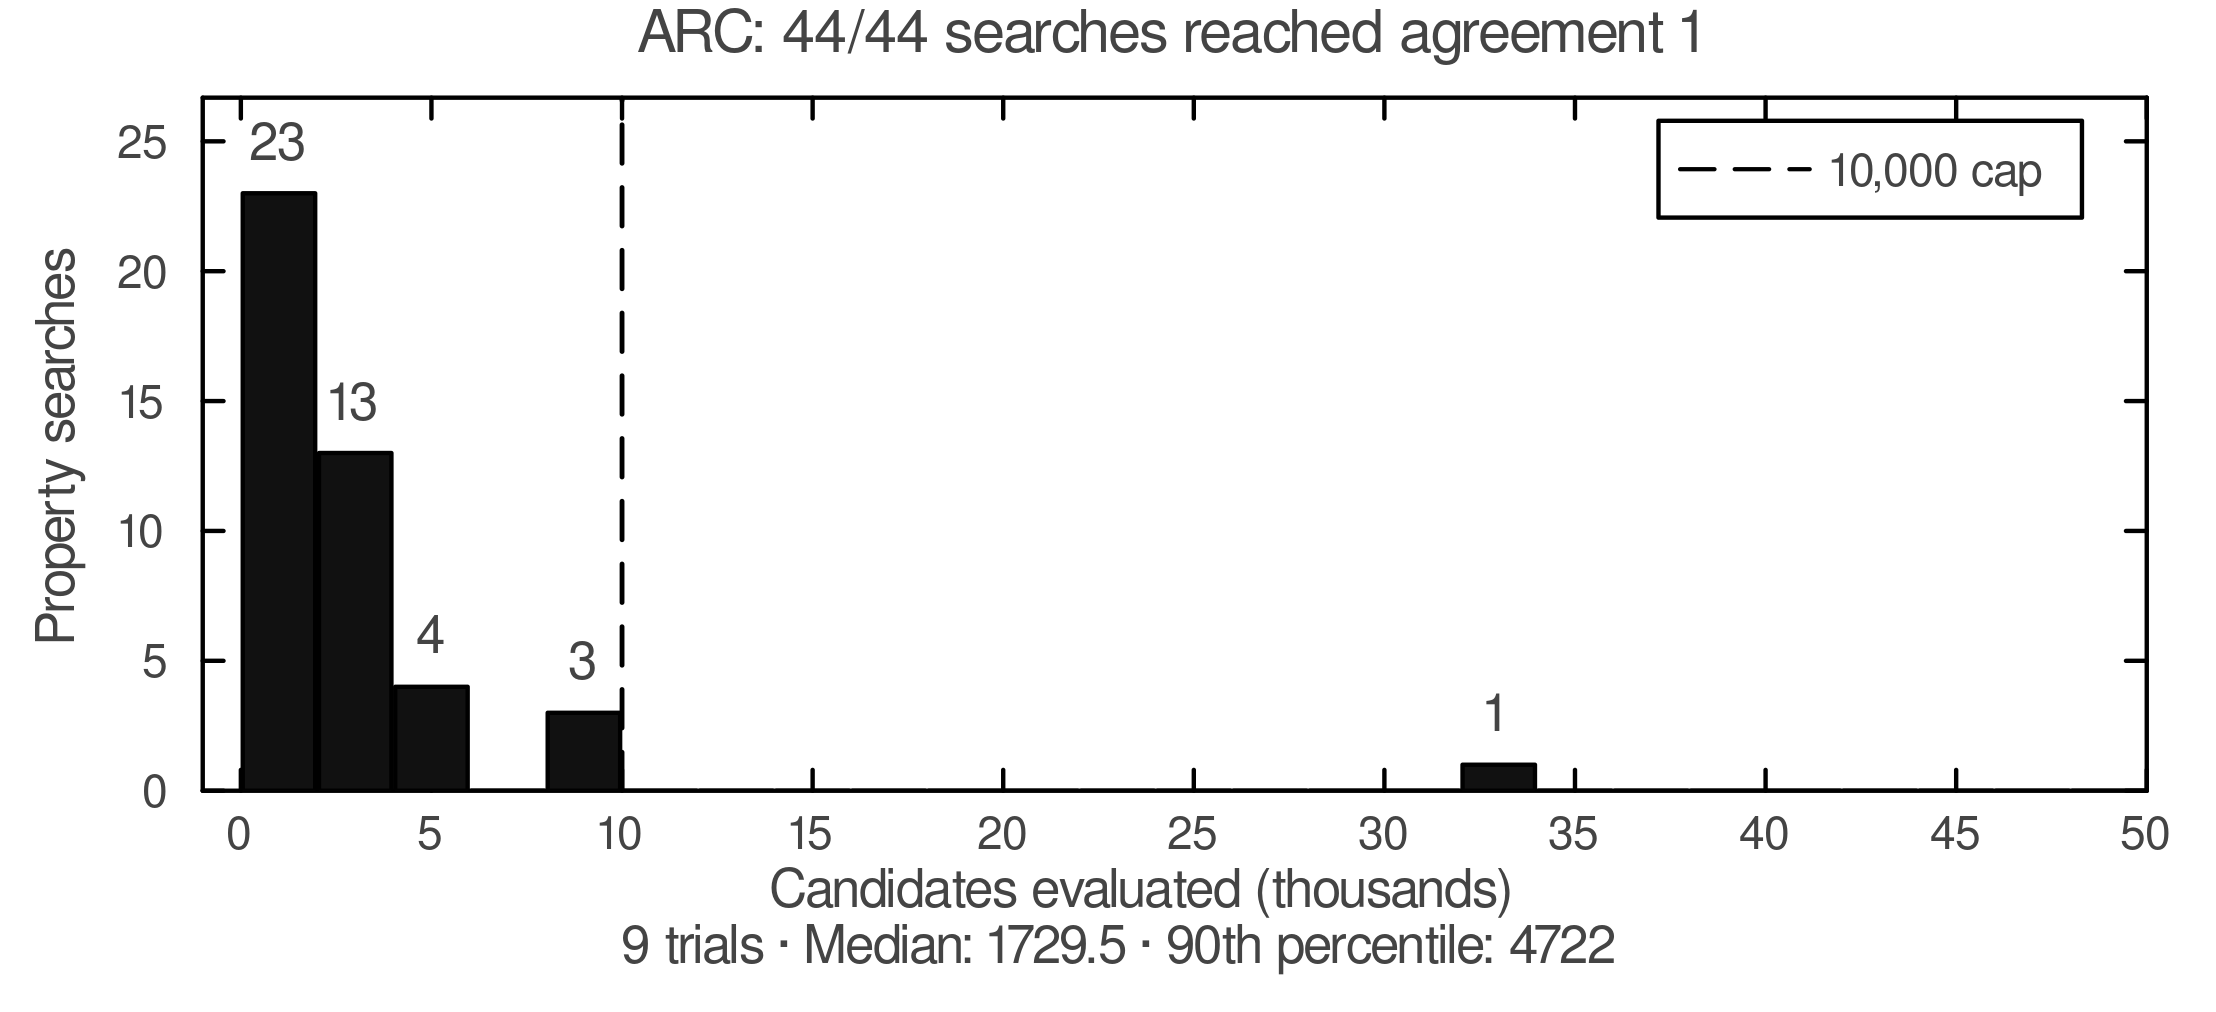 ARC: 44/44 searches reached agreement 1
25
20
15
10
5
0
Property searches
23
13
4
3
1
10,000 cap
0 5 10 15 20 25 30 35 40 45 50
Candidates evaluated (thousands)
9 trials · Median: 1729.5 · 90th percentile: 4722